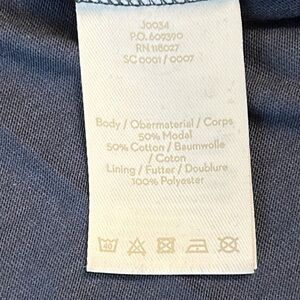 J0034
P.O. 609390
RN 118027
SC 0001 / 0007
Body / Obermaterial / Corps
50% Modal
50% Cotton / Baumwolle
/ Coton
Lining / Futter / Doublure
100% Polyester
40